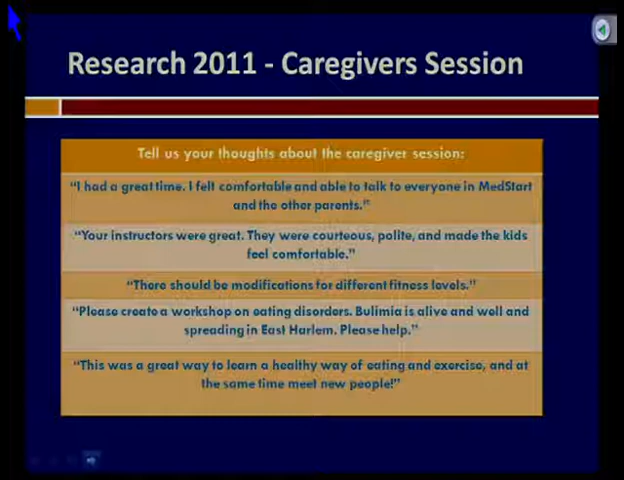 Research 2011 - Caregivers Session
Tell us your thoughts about the caregiver session:
"I had a great time. I felt comfortable and able to talk to everyone in MedStart
and the other parents."
"Your instructors were great. They were courteous, polite, and made the kids
feel comfortable."
"There should be modifications for different fitness levels."
"Please create a workshop on eating disorders. Bulimia is alive and well and
spreading in East Harlem. Please help."
"This was a great way to learn a healthy way of eating and exercise, and at
the same time meet new people!"